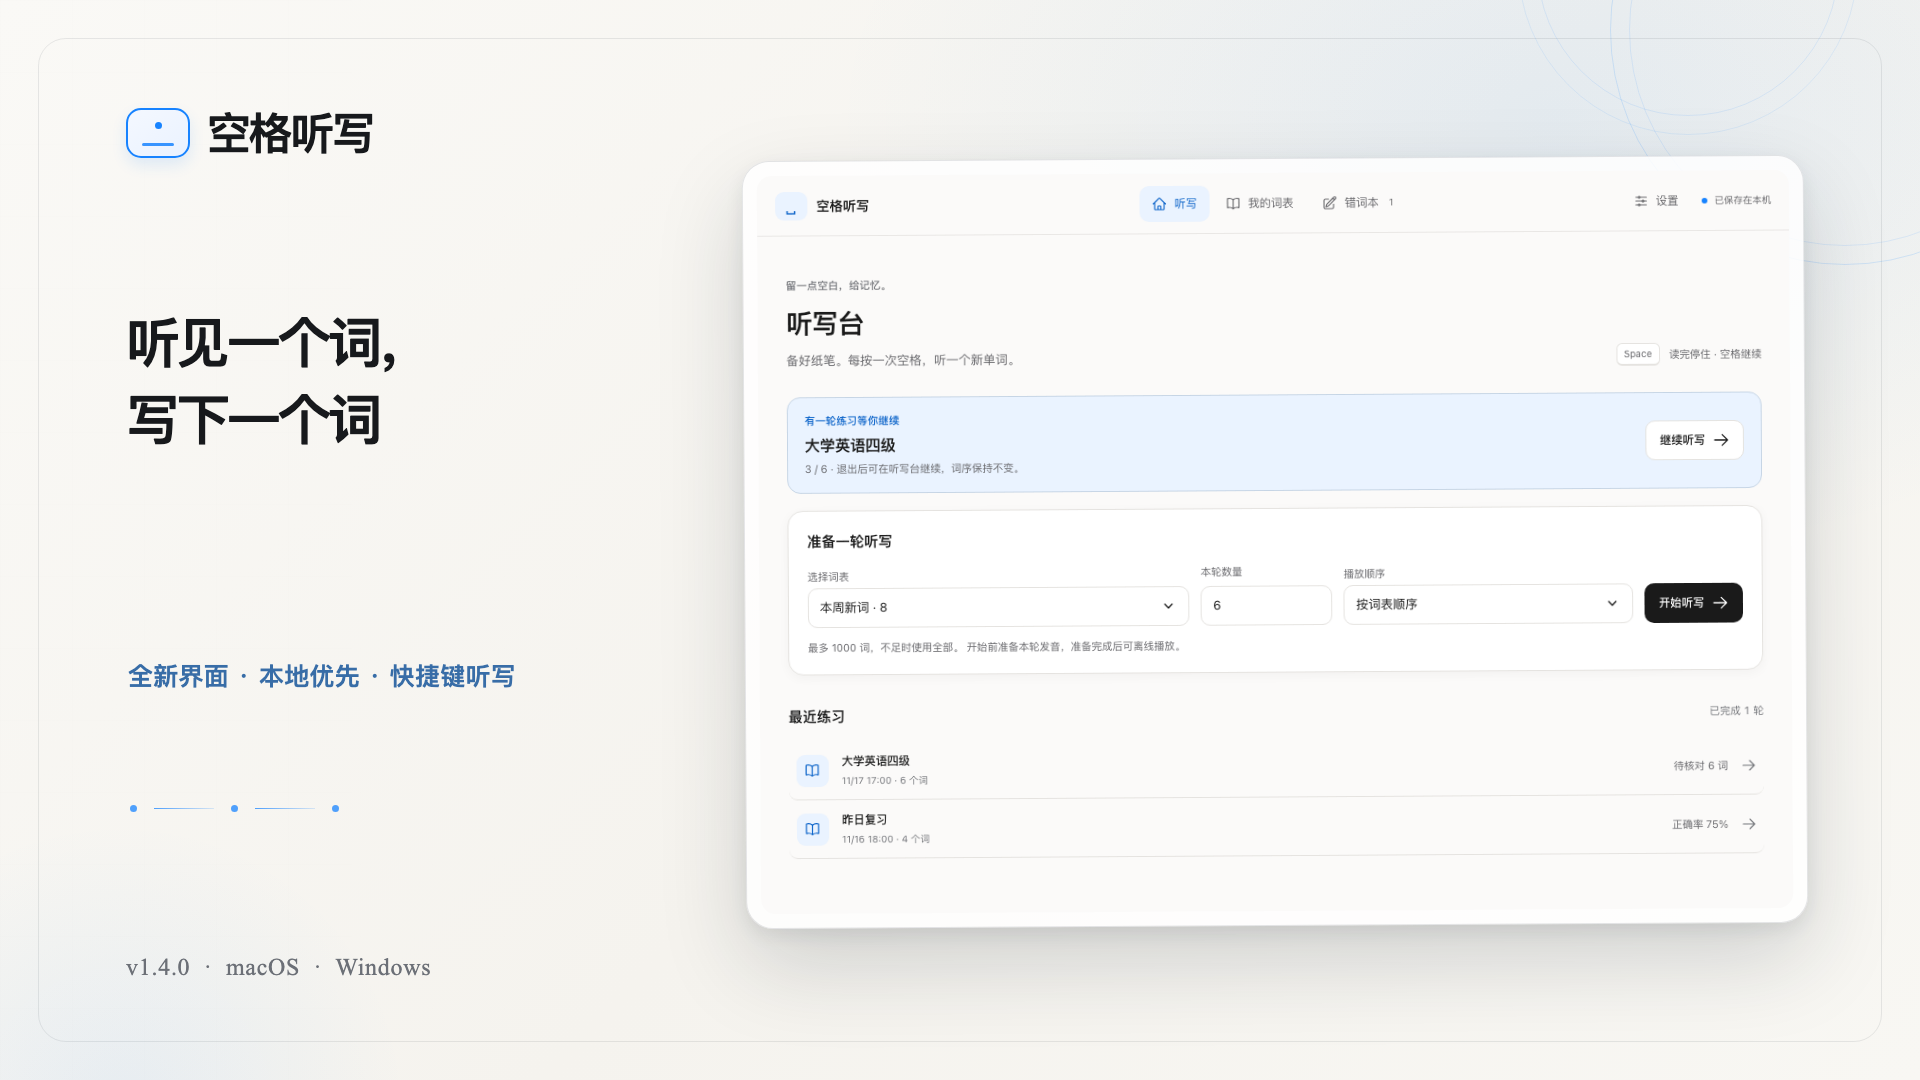 空格听写
听见一个词,
写下一个词
全新界面 · 本地优先 · 快捷键听写
v1.4.0 · macOS · Windows
空格听写
听写
我的词表
错词本 1
设置
已保存在本机
留一点空白，给记忆。
听写台
备好纸笔。每按一次空格，听一个新单词。
Space 读完停住 · 空格继续
有一轮练习等你继续
大学英语四级
3 / 6 · 退出后可在听写台继续，词序保持不变。
继续听写
准备一轮听写
选择词表
本周新词 · 8
本轮数量
6
播放顺序
按词表顺序
开始听写
最多 1000 词，不足时使用全部。 开始前准备本轮发音，准备完成后可离线播放。
最近练习
已完成 1 轮
大学英语四级
11/17 17:00 · 6 个词
待核对 6 词
昨日复习
11/16 18:00 · 4 个词
正确率 75%